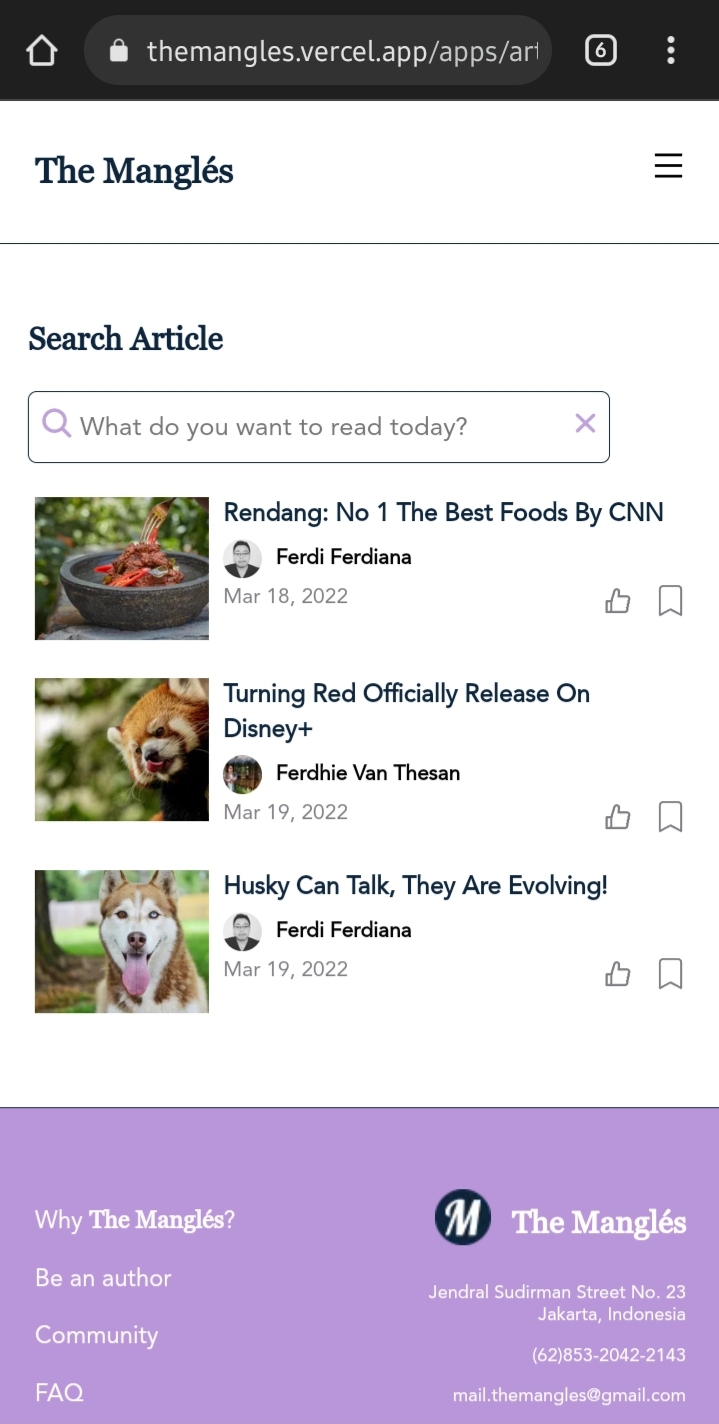 themangles.vercel.app/apps/art
6
The Manglés
Search Article
What do you want to read today?
Rendang: No 1 The Best Foods By CNN
Ferdi Ferdiana
Mar 18, 2022
Turning Red Officially Release On
Disney+
Ferdhie Van Thesan
Mar 19, 2022
Husky Can Talk, They Are Evolving!
Ferdi Ferdiana
Mar 19, 2022
Why The Manglés?
Be an author
Community
FAQ
M The Manglés
Jendral Sudirman Street No. 23
Jakarta, Indonesia
(62)853-2042-2143
mail.themangles@gmail.com